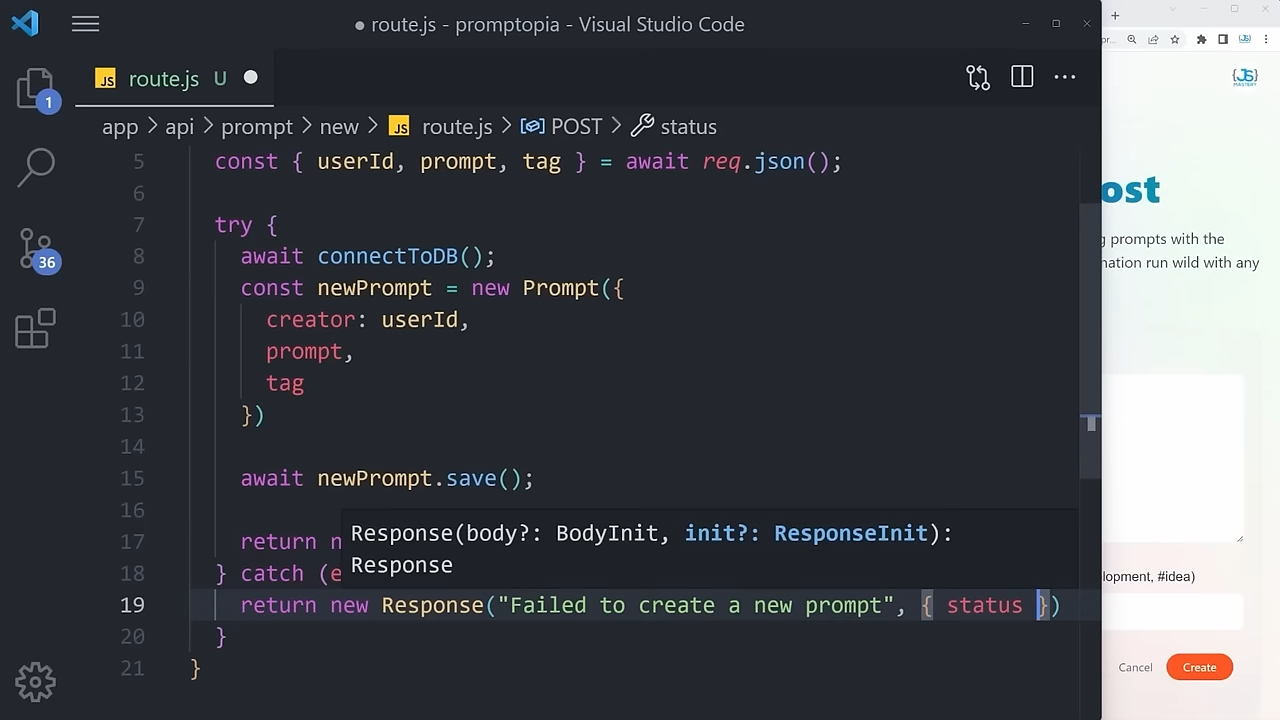 route.js - promptopia - Visual Studio Code
JS route.js U
app > api > prompt > new > JS route.js > POST > status
1
36
5 const { userId, prompt, tag } = await req.json();
6
7 try {
8 await connectToDB();
9 const newPrompt = new Prompt({
10 creator: userId,
11 prompt,
12 tag
13 })
14
15 await newPrompt.save();
16
Response(body?: BodyInit, init?: ResponseInit):
Response
17 return n
18 } catch (e
19 return new Response("Failed to create a new prompt", { status })
20 }
21 }
{JS}
MASTERY
ost
g prompts with the
nation run wild with any
lopment, #idea)
Cancel
Create